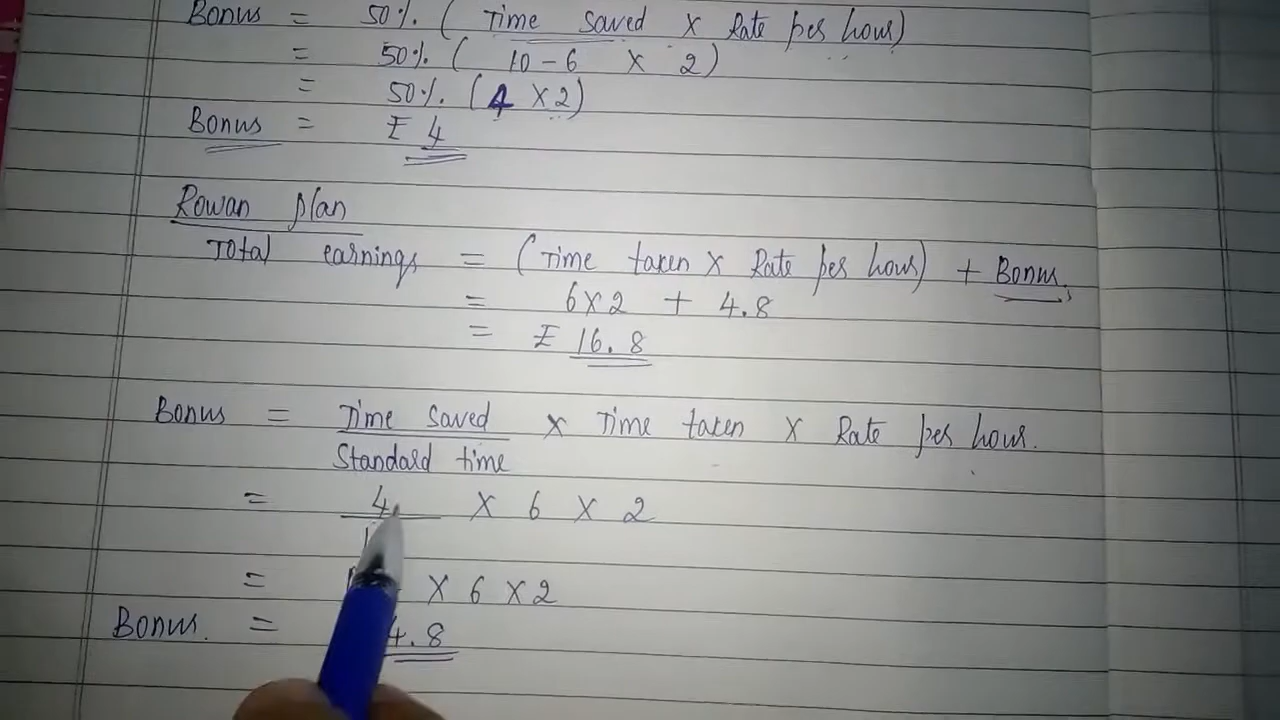 Bonus = 50% ( Time Saved X Rate per hour)
= 50% ( 10 - 6 X 2)
= 50% (4 X 2)
Bonus = ₹ 4
Rowan plan
Total earnings = (Time taken X Rate per hour) + Bonus.
= 6 X 2 + 4.8
= ₹ 16.8
Bonus = Time Saved X Time taken X Rate per hour.
Standard time
= 4 X 6 X 2
= X 6 X 2
Bonus. = 4.8